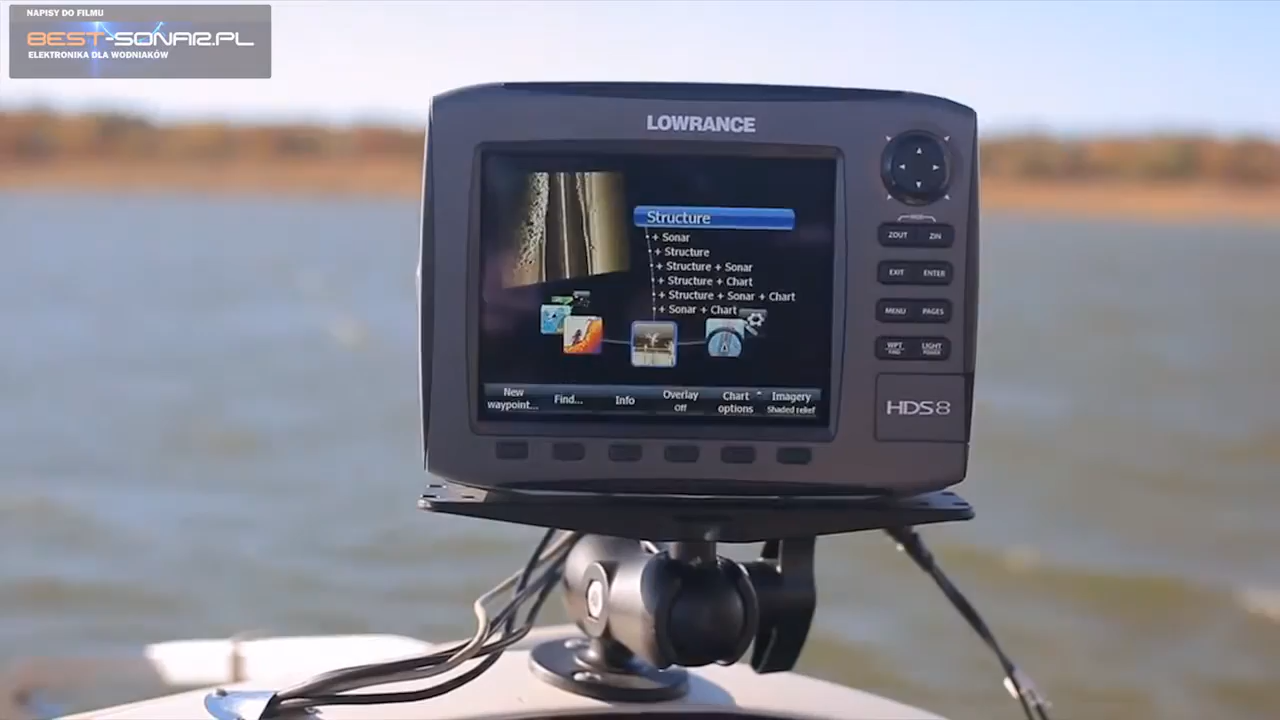 NAPISY DO FILMU
BEST-SONAR.PL
ELEKTRONIKA DLA WODNIAKÓW
LOWRANCE
Structure
+ Sonar
+ Structure
+ Structure + Sonar
+ Structure + Chart
+ Structure + Sonar + Chart
+ Sonar + Chart
New waypoint...
Find...
Info
Overlay
Off
Chart options
Imagery
Shaded relief
ZOUT ZIN
EXIT ENTER
MENU PAGES
WPT LIGHT
FIND POWER
HDS8